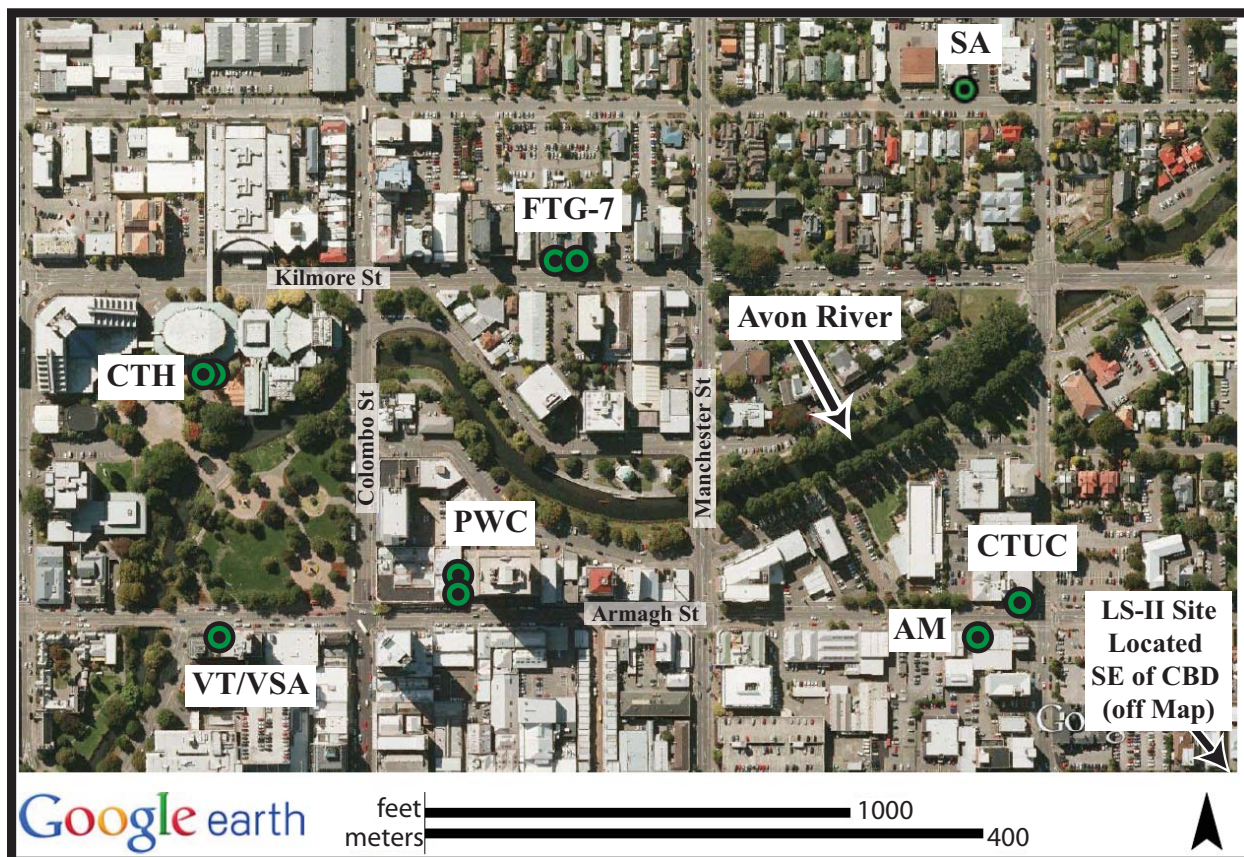 SA
FTG-7
Kilmore St
Avon River
CTH
Colombo St
Manchester St
PWC
CTUC
Armagh St
AM
LS-II Site
Located
SE of CBD
(off Map)
VT/VSA
Goog
Google earth
feet
1000
meters
400